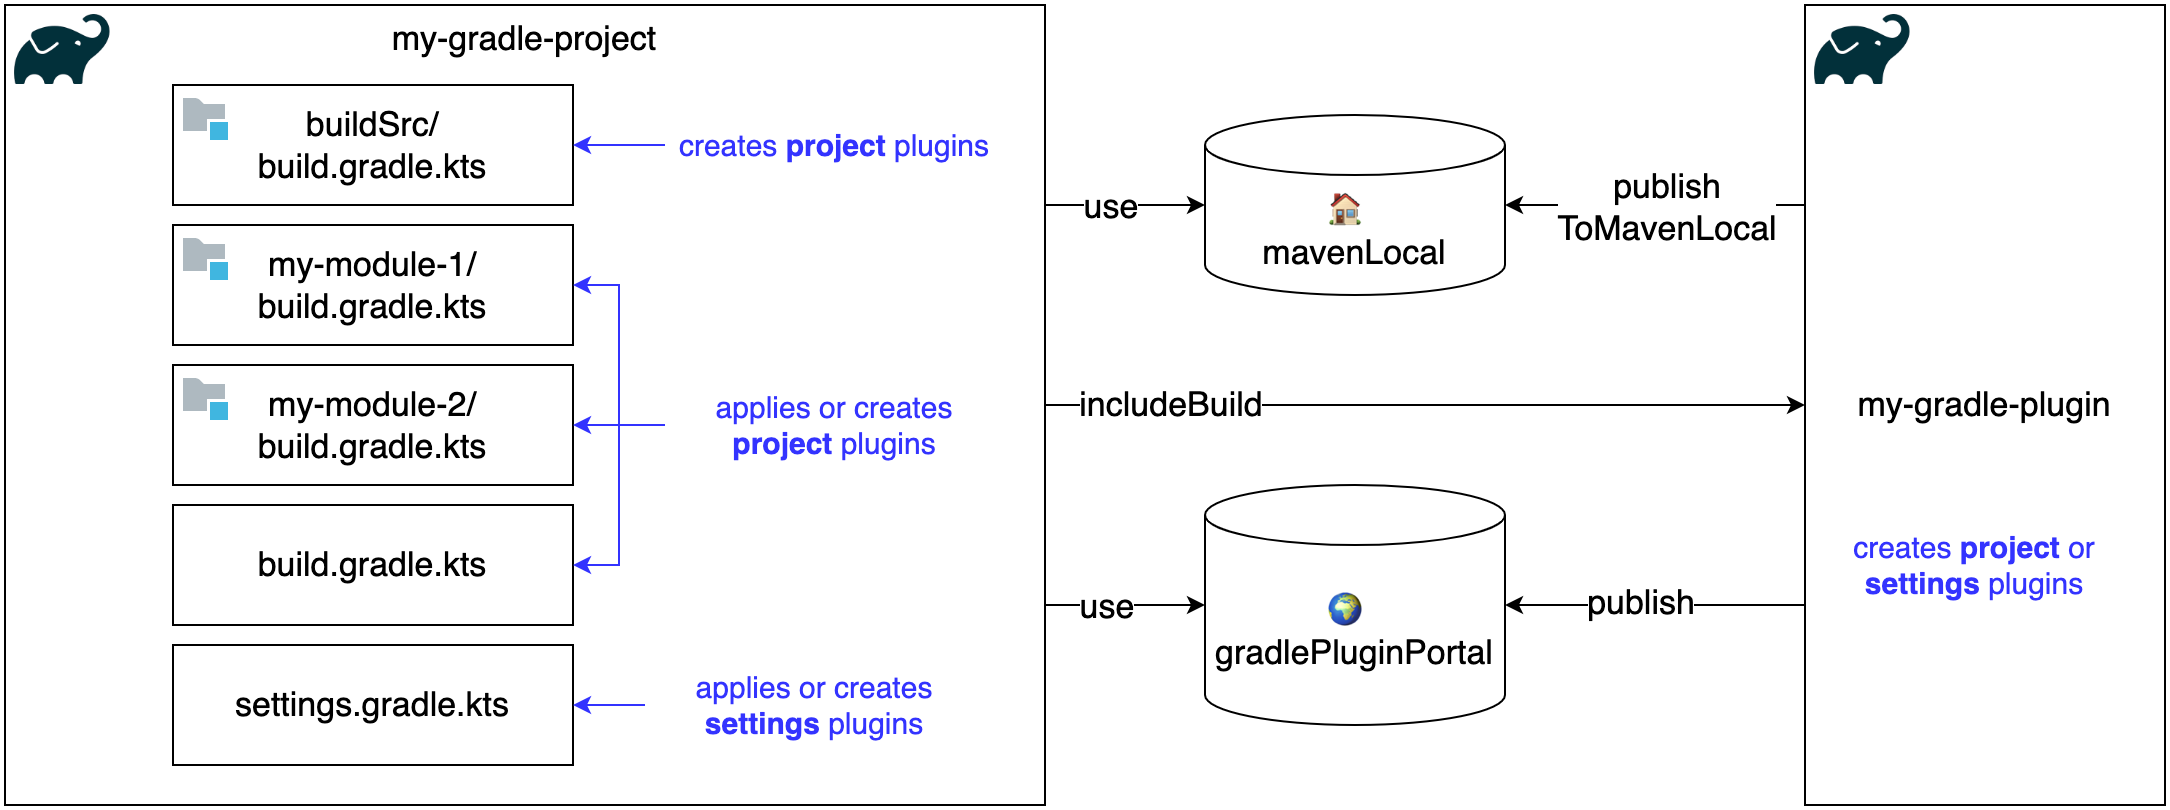 my-gradle-project
buildSrc/
build.gradle.kts
creates project plugins
my-module-1/
build.gradle.kts
my-module-2/
build.gradle.kts
applies or creates
project plugins
build.gradle.kts
settings.gradle.kts
applies or creates
settings plugins
use
mavenLocal
publish
ToMavenLocal
includeBuild
use
gradlePluginPortal
publish
my-gradle-plugin
creates project or
settings plugins